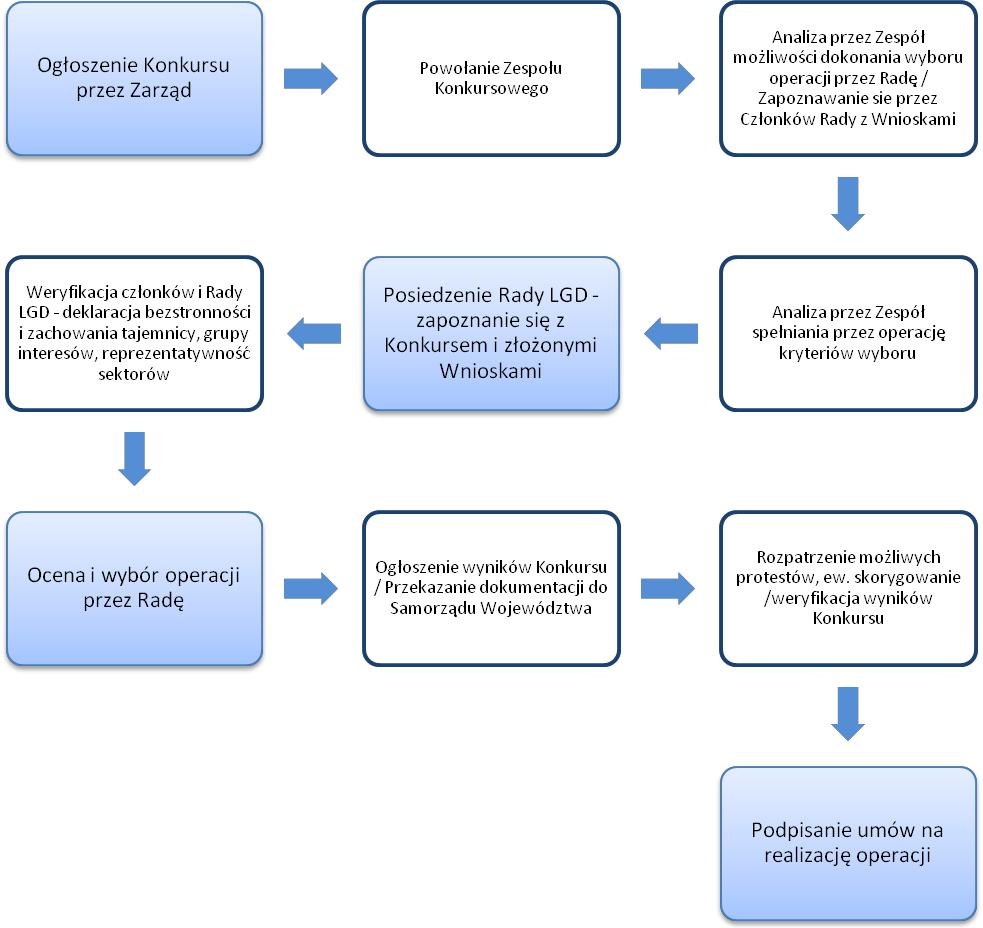 Ogłoszenie Konkursu
przez Zarząd
Powołanie Zespołu
Konkursowego
Analiza przez Zespół
możliwości dokonania wyboru
operacji przez Radę /
Zapoznawanie sie przez
Członków Rady z Wnioskami
Analiza przez Zespół
spełniania przez operację
kryteriów wyboru
Posiedzenie Rady LGD -
zapoznanie się z
Konkursem i złożonymi
Wnioskami
Weryfikacja członków i Rady
LGD - deklaracja bezstronności
i zachowania tajemnicy, grupy
interesów, reprezentatywność
sektorów
Ocena i wybór operacji
przez Radę
Ogłoszenie wyników Konkursu
/ Przekazanie dokumentacji do
Samorządu Województwa
Rozpatrzenie możliwych
protestów, ew. skorygowanie
/weryfikacja wyników
Konkursu
Podpisanie umów na
realizację operacji